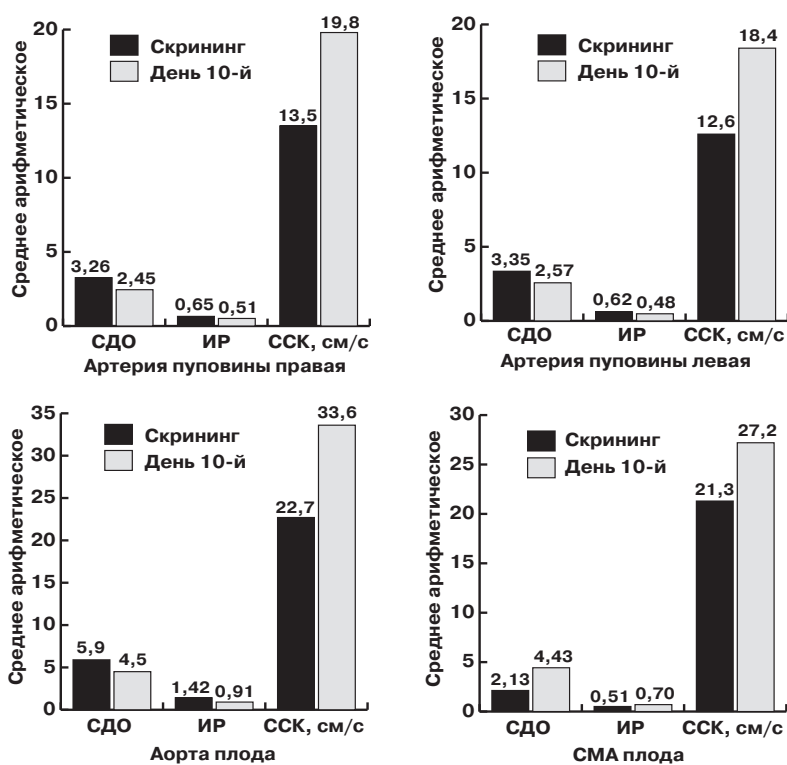 Среднее арифметическое
20
15
10
5
0
Скрининг
День 10-й
3,26
2,45
0,65
0,51
13,5
19,8
СДО ИР ССК, см/с
Артерия пуповины правая
Среднее арифметическое
20
15
10
5
0
Скрининг
День 10-й
3,35
2,57
0,62
0,48
12,6
18,4
СДО ИР ССК, см/с
Артерия пуповины левая
Среднее арифметическое
35
30
25
20
15
10
5
0
Скрининг
День 10-й
5,9
4,5
1,42
0,91
22,7
33,6
СДО ИР ССК, см/с
Аорта плода
Среднее арифметическое
30
25
20
15
10
5
0
Скрининг
День 10-й
2,13
4,43
0,51
0,70
21,3
27,2
СДО ИР ССК, см/с
СМА плода